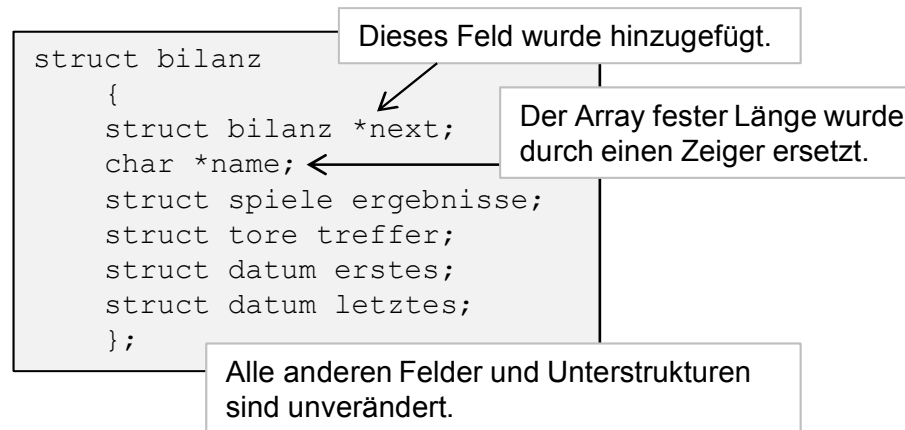 Dieses Feld wurde hinzugefügt.
struct bilanz
{
struct bilanz *next;
Der Array fester Länge wurde
durch einen Zeiger ersetzt.
char *name;
struct spiele ergebnisse;
struct tore treffer;
struct datum erstes;
struct datum letztes;
};
Alle anderen Felder und Unterstrukturen
sind unverändert.